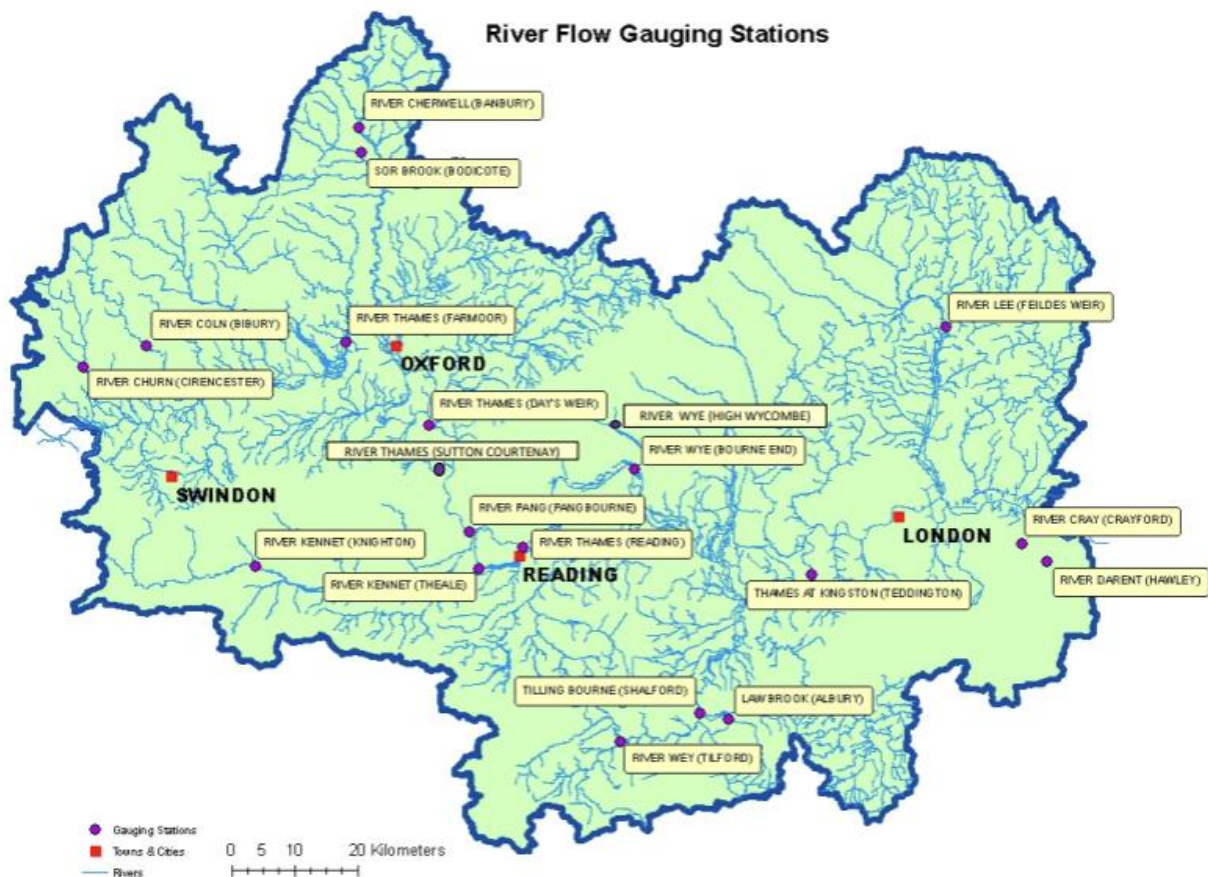 River Flow Gauging Stations
RIVER CHERWELL (BANBURY)
SOR BROOK (BODICOTE)
RIVER LEE (FEILDES WEIR)
RIVER COLN (BIBURY)
RIVER THAMES (FARMOOR)
OXFORD
RIVER CHURN (CIRENCESTER)
RIVER THAMES (DAY'S WEIR)
RIVER WYE (HIGH WYCOMBE)
RIVER THAMES (SUTTON COURTENAY)
RIVER WYE (BOURNE END)
SWINDON
RIVER PANG (PANGBOURNE)
RIVER CRAY (CRAYFORD)
LONDON
RIVER KENNET (KNIGHTON)
RIVER THAMES (READING)
READING
RIVER KENNET (THEALE)
RIVER DARENT (HAWLEY)
THAMES AT KINGSTON (TEDDINGTON)
TILLING BOURNE (SHALFORD)
LAW BROOK (ALBURY)
RIVER WEY (TILFORD)
Gauging Stations
Towns & Cities
Rivers
0 5 10 20 Kilometers